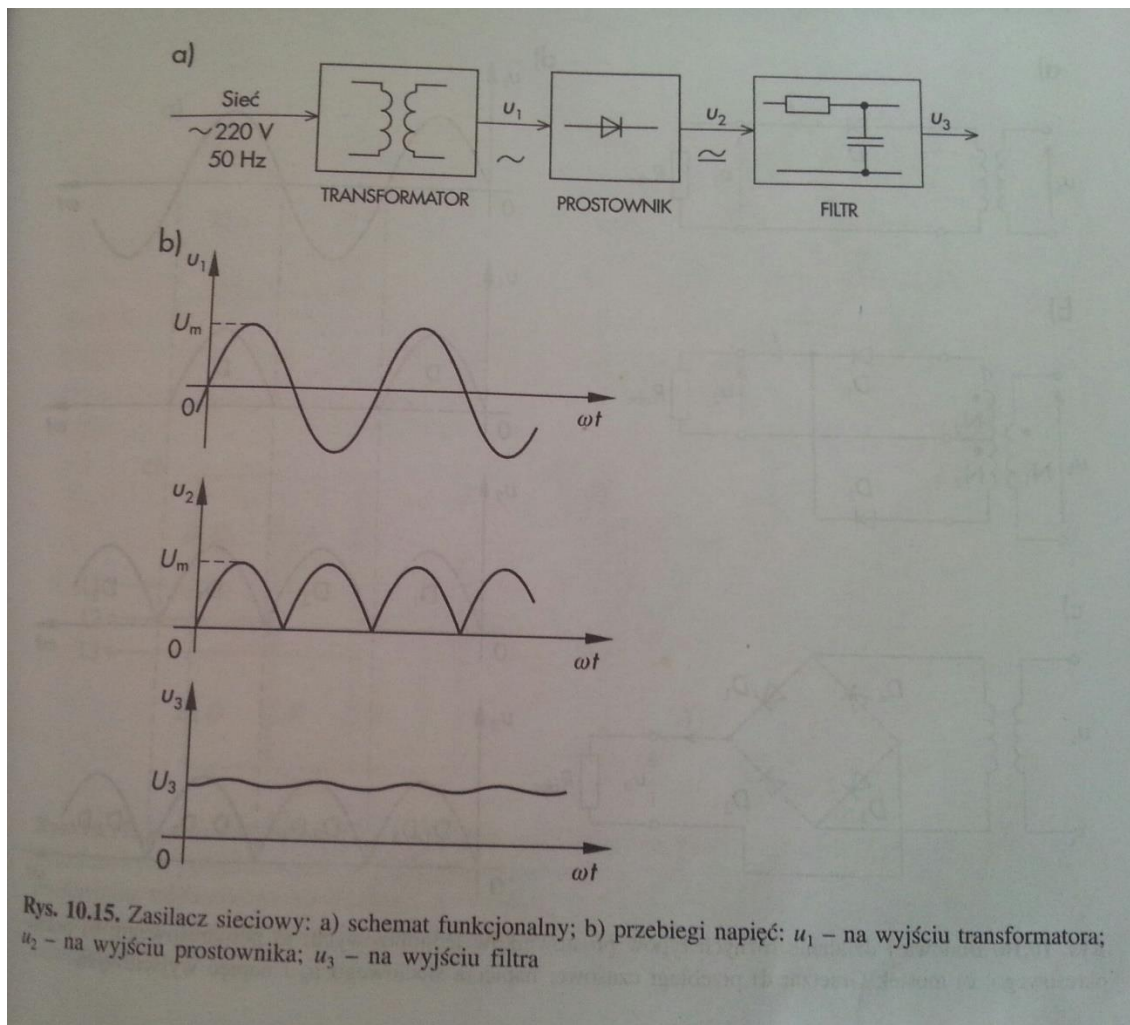 a)
Sieć
~220 V
50 Hz
u₁
~
u₂
≃
u₃
TRANSFORMATOR
PROSTOWNIK
FILTR
b)
u₁
Uₘ
0
ωt
u₂
Uₘ
0
ωt
u₃
U₃
0
ωt
Rys. 10.15. Zasilacz sieciowy: a) schemat funkcjonalny; b) przebiegi napięć: u₁ – na wyjściu transformatora;
u₂ – na wyjściu prostownika; u₃ – na wyjściu filtra